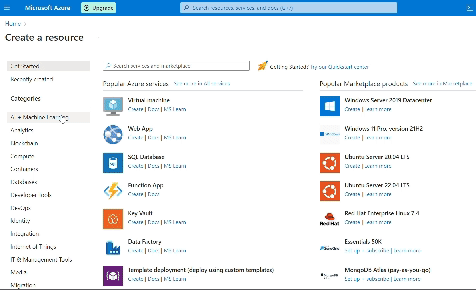 Microsoft Azure
Upgrade
Search resources, services, and docs (G+/)
Home
Create a resource
Get Started
Recently created
Categories
AI + Machine Learning
Analytics
Blockchain
Compute
Containers
Databases
Developer Tools
DevOps
Identity
Integration
Internet of Things
IT & Management Tools
Media
Migration
Search services and marketplace
Getting Started? Try our Quickstart center
Popular Azure services See more in All services
Virtual machine
Create | Docs | MS Learn
Web App
Create | Docs | MS Learn
SQL Database
Create | Docs | MS Learn
Function App
Create | Docs
Key Vault
Create | Docs | MS Learn
Data Factory
Create | Docs | MS Learn
Template deployment (deploy using custom templates)
Create | Docs | MS Learn
Popular Marketplace products See more in Marketplace
Windows Server 2019 Datacenter
Create | Learn more
Windows 11 Pro, version 21H2
Create | Learn more
Ubuntu Server 20.04 LTS
Create | Learn more
Ubuntu Server 22.04 LTS
Create | Learn more
Red Hat Enterprise Linux 7.4
Create | Learn more
Essentials 50K
Set up + subscribe | Learn more
MongoDB Atlas (pay-as-you-go)
Set up + subscribe | Learn more